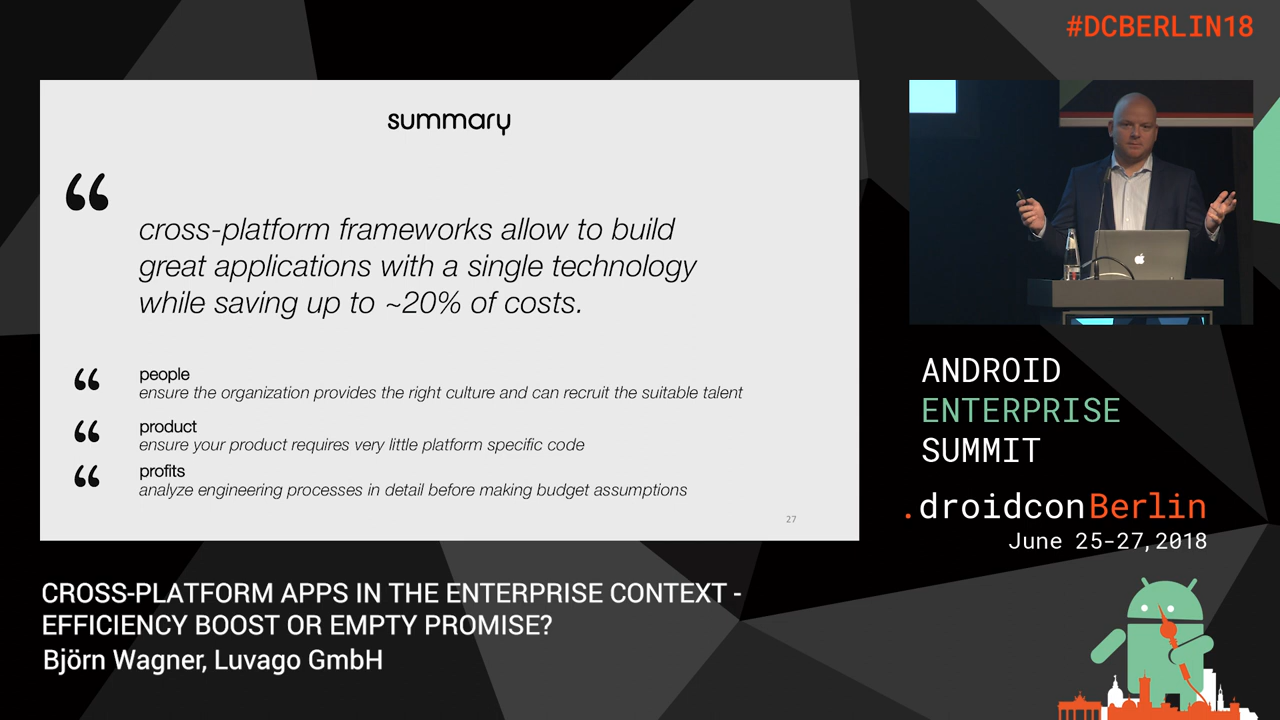 #DCBERLIN18
summary
“
cross-platform frameworks allow to build
great applications with a single technology
while saving up to ~20% of costs.
“
people
ensure the organization provides the right culture and can recruit the suitable talent
“
product
ensure your product requires very little platform specific code
“
profits
analyze engineering processes in detail before making budget assumptions
27
ANDROID
ENTERPRISE
SUMMIT
.droidconBerlin
June 25-27, 2018
CROSS-PLATFORM APPS IN THE ENTERPRISE CONTEXT -
EFFICIENCY BOOST OR EMPTY PROMISE?
Björn Wagner, Luvago GmbH